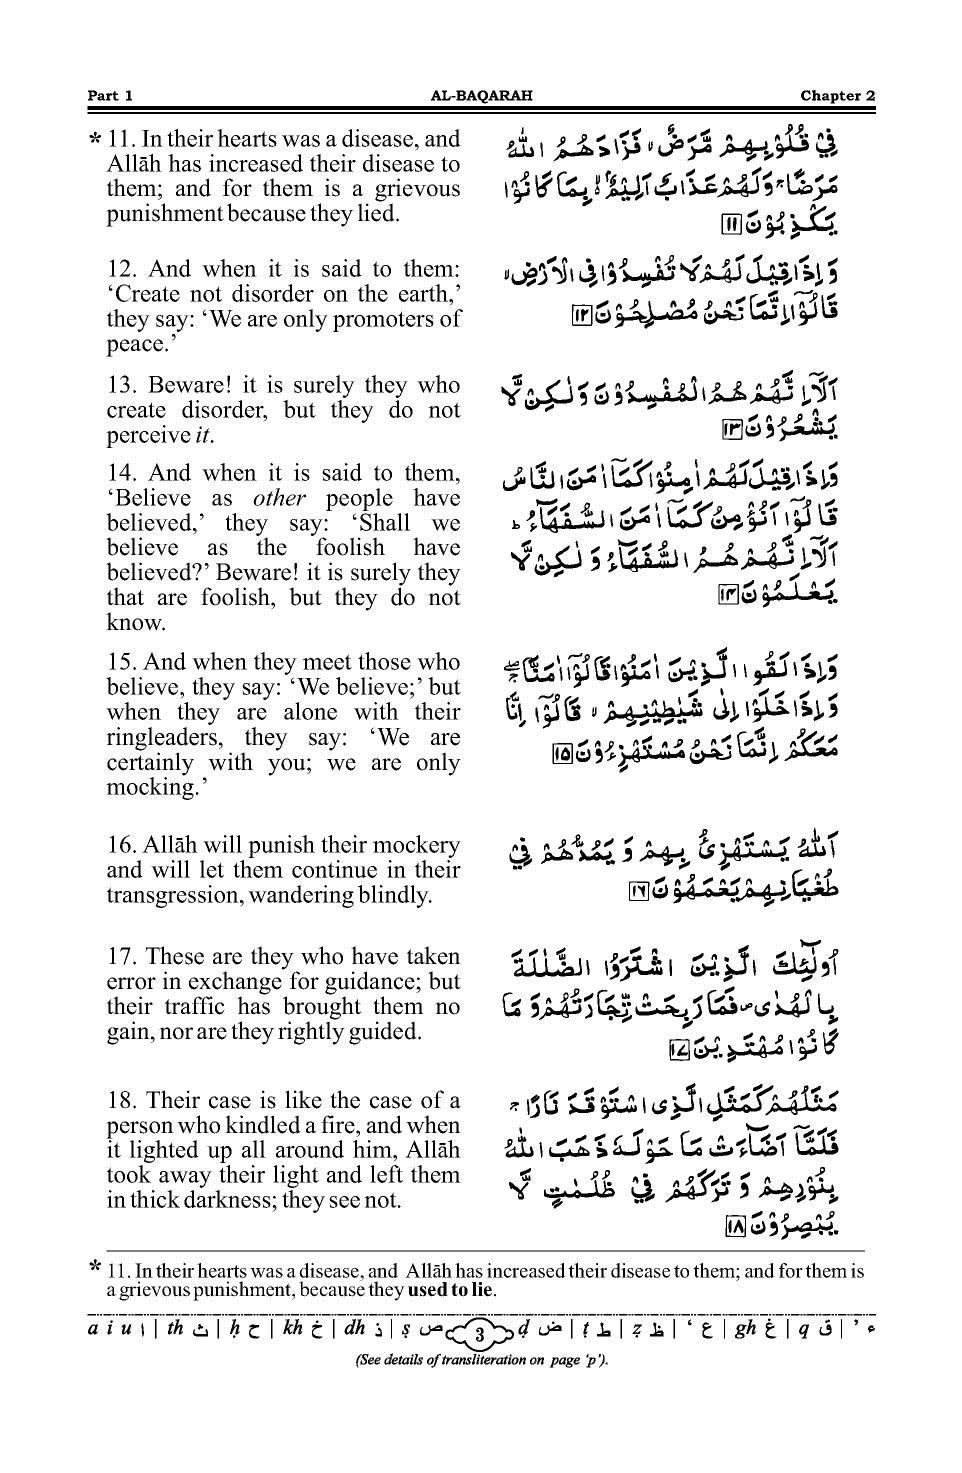 Part 1 AL-BAQARAH Chapter 2
* 11. In their hearts was a disease, and
Allāh has increased their disease to
them; and for them is a grievous
punishment because they lied.
فِيْ قُلُوْبِهِمْ مَّرَضٌ ۙ فَزَادَهُمُ اللّٰهُ
مَرَضًا ۚ وَلَهُمْ عَذَابٌ اَلِيْمٌۢ ۙ بِمَا كَانُوْا
يَكْذِبُوْنَ ۱۱
12. And when it is said to them:
‘Create not disorder on the earth,’
they say: ‘We are only promoters of
peace.’
وَ اِذَا قِيْلَ لَهُمْ لَا تُفْسِدُوْا فِى الْاَرْضِ ۙ
قَالُوْۤا اِنَّمَا نَحْنُ مُصْلِحُوْنَ ۱۲
13. Beware! it is surely they who
create disorder, but they do not
perceive it.
اَلَاۤ اِنَّهُمْ هُمُ الْمُفْسِدُوْنَ وَلٰكِنْ لَّا
يَشْعُرُوْنَ ۱۳
14. And when it is said to them,
‘Believe as other people have
believed,’ they say: ‘Shall we
believe as the foolish have
believed?’ Beware! it is surely they
that are foolish, but they do not
know.
وَاِذَا قِيْلَ لَهُمْ اٰمِنُوْا كَمَاۤ اٰمَنَ النَّاسُ
قَالُوْۤا اَنُؤْمِنُ كَمَاۤ اٰمَنَ السُّفَهَآءُ ؕ
اَلَاۤ اِنَّهُمْ هُمُ السُّفَهَآءُ وَ لٰكِنْ لَّا
يَعْلَمُوْنَ ۱۴
15. And when they meet those who
believe, they say: ‘We believe;’ but
when they are alone with their
ringleaders, they say: ‘We are
certainly with you; we are only
mocking.’
وَاِذَا لَقُوا الَّذِيْنَ اٰمَنُوْا قَالُوْۤا اٰمَنَّا ۖۚ
وَاِذَا خَلَوْا اِلٰى شَيٰطِيْنِهِمْ ۙ قَالُوْۤا اِنَّا
مَعَكُمْ اِنَّمَا نَحْنُ مُسْتَهْزِءُوْنَ ۱۵
16. Allāh will punish their mockery
and will let them continue in their
transgression, wandering blindly.
اَللّٰهُ يَسْتَهْزِئُ بِهِمْ وَ يَمُدُّهُمْ فِيْ
طُغْيَانِهِمْ يَعْمَهُوْنَ ۱۶
17. These are they who have taken
error in exchange for guidance; but
their traffic has brought them no
gain, nor are they rightly guided.
اُولٰٓئِكَ الَّذِيْنَ اشْتَرَوُا الضَّلٰلَةَ
بِالْهُدٰى ۪ فَمَا رَبِحَتْ تِّجَارَتُهُمْ وَ مَا
كَانُوْا مُهْتَدِيْنَ ۱۷
18. Their case is like the case of a
person who kindled a fire, and when
it lighted up all around him, Allāh
took away their light and left them
in thick darkness; they see not.
مَثَلُهُمْ كَمَثَلِ الَّذِى اسْتَوْقَدَ نَارًا ۚ
فَلَمَّاۤ اَضَآءَتْ مَا حَوْلَهٗ ذَهَبَ اللّٰهُ
بِنُوْرِهِمْ وَ تَرَكَهُمْ فِيْ ظُلُمٰتٍ لَّا
يُبْصِرُوْنَ ۱۸
* 11. In their hearts was a disease, and Allāh has increased their disease to them; and for them is
a grievous punishment, because they used to lie.
a i u ا | th ث | ḥ ح | kh خ | dh ذ | ṣ ص 3 ḍ ض | ṭ ط | ẓ ظ | ‘ ع | gh غ | q ق | ’ ء
(See details of transliteration on page ‘p’).